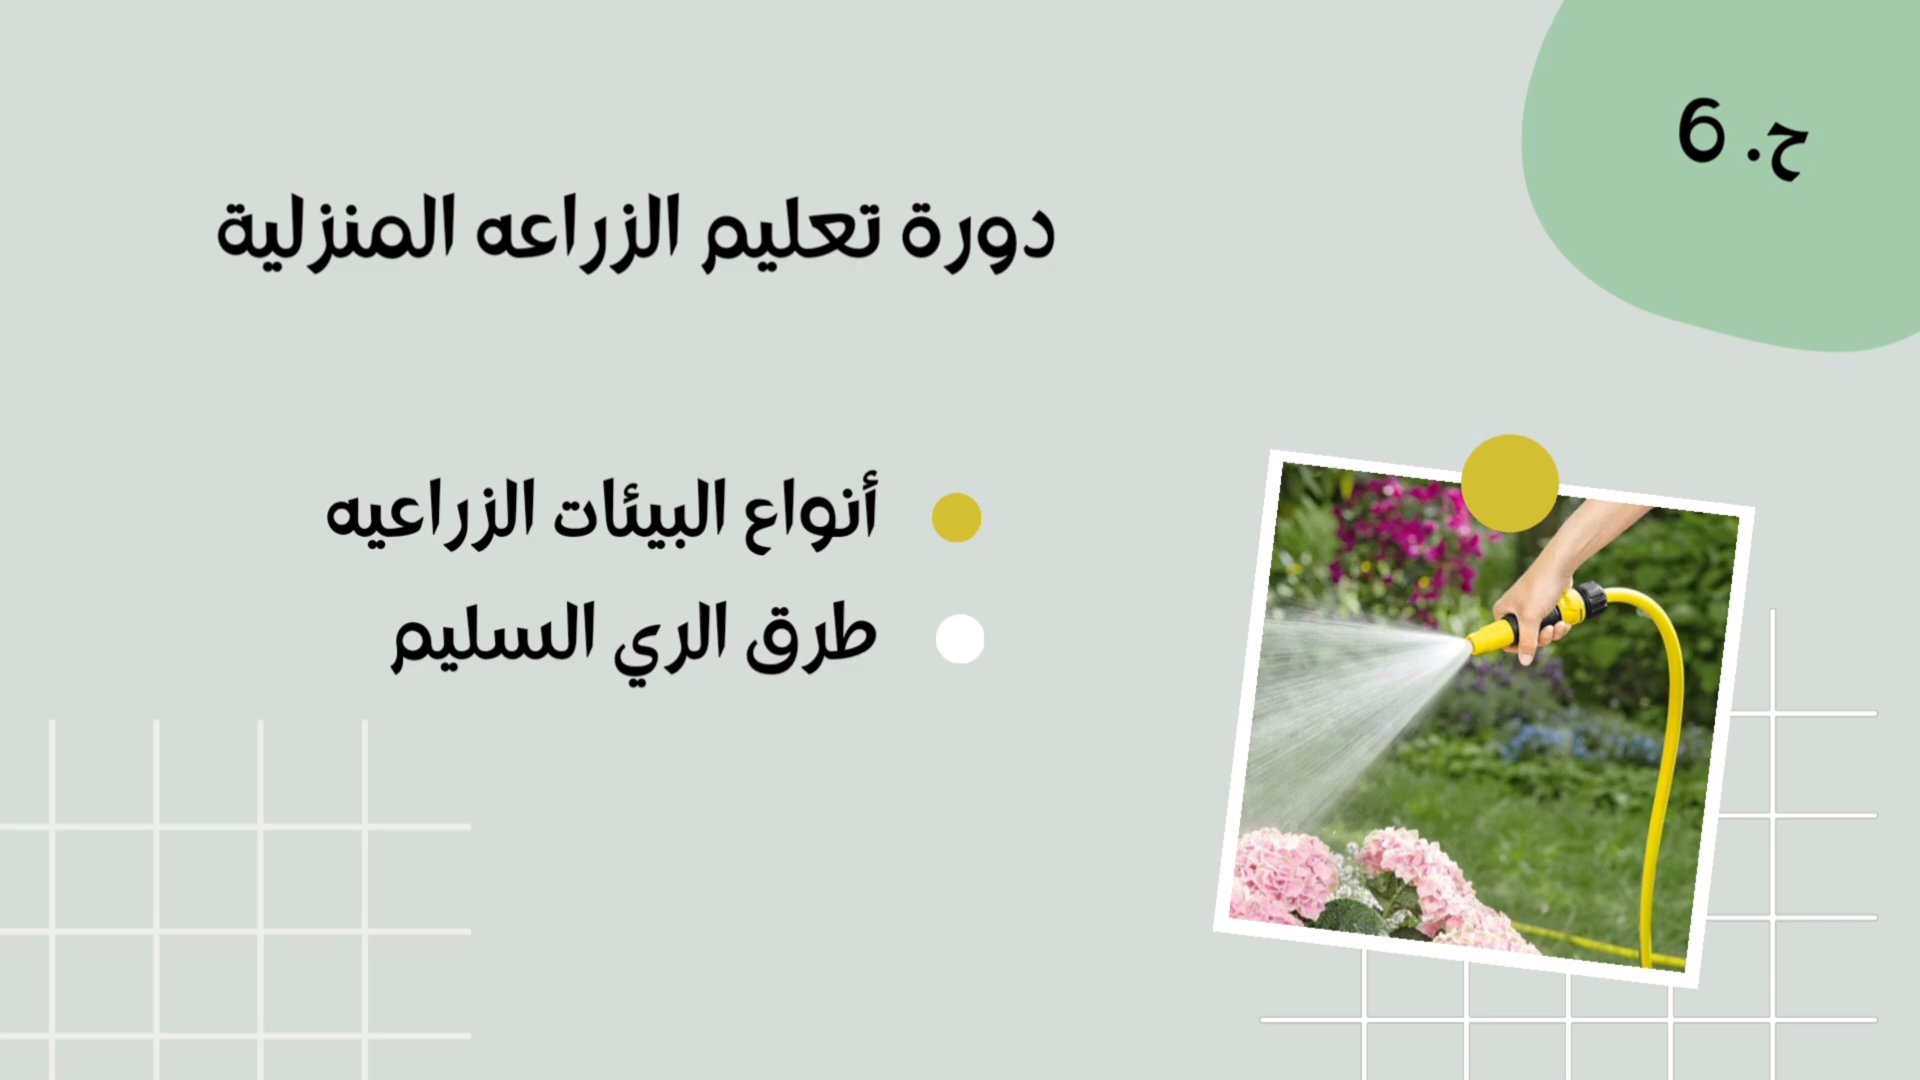 ح. 6
دورة تعليم الزراعه المنزلية
أنواع البيئات الزراعيه
طرق الري السليم